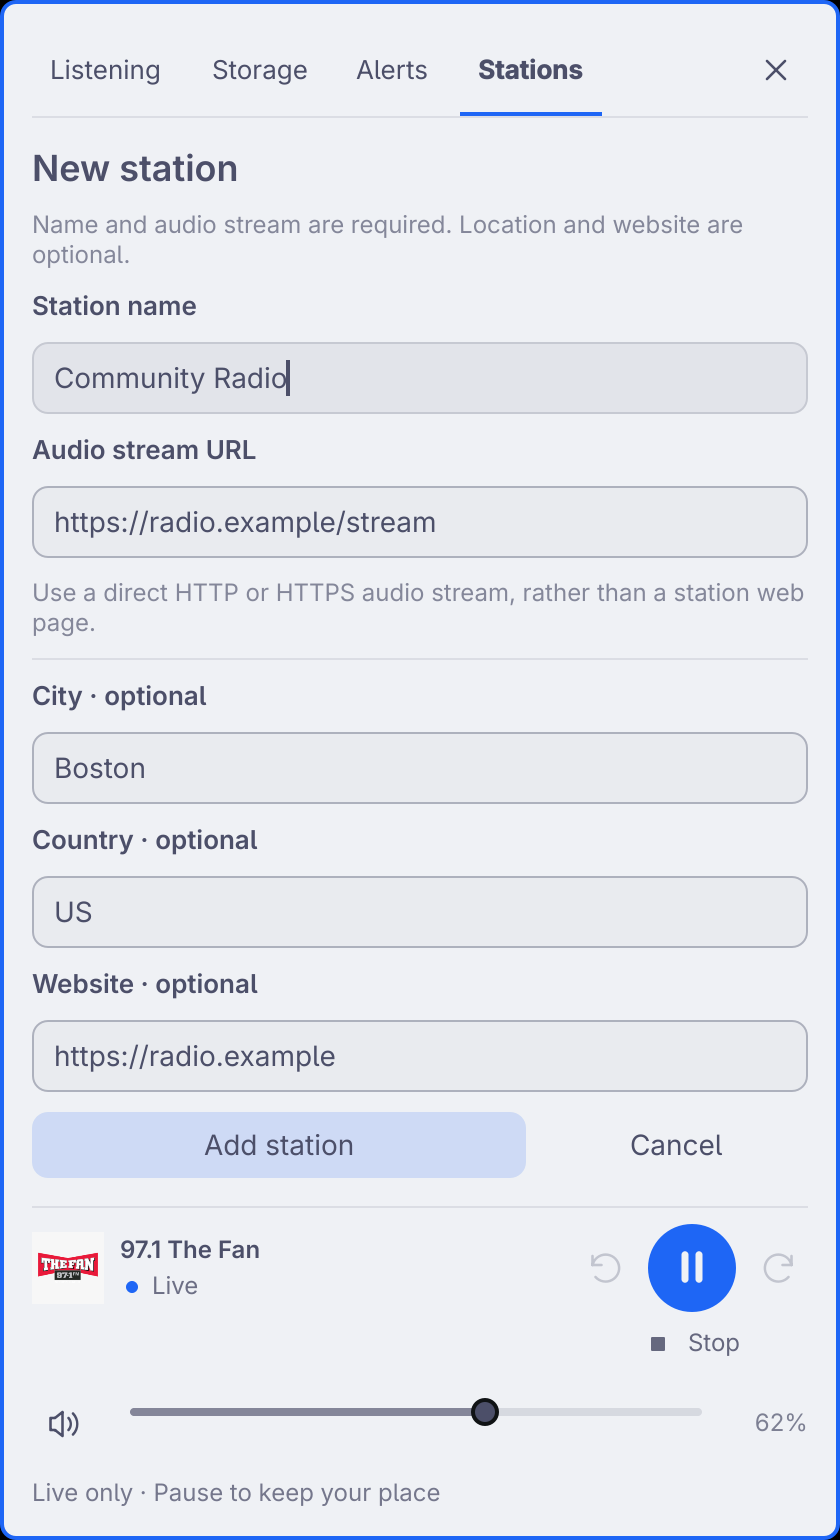 Listening Storage Alerts Stations
New station
Name and audio stream are required. Location and website are
optional.
Station name
Community Radio
Audio stream URL
https://radio.example/stream
Use a direct HTTP or HTTPS audio stream, rather than a station web
page.
City · optional
Boston
Country · optional
US
Website · optional
https://radio.example
Add station Cancel
THE FAN
97.1 FM
97.1 The Fan
Live
Stop
62%
Live only · Pause to keep your place